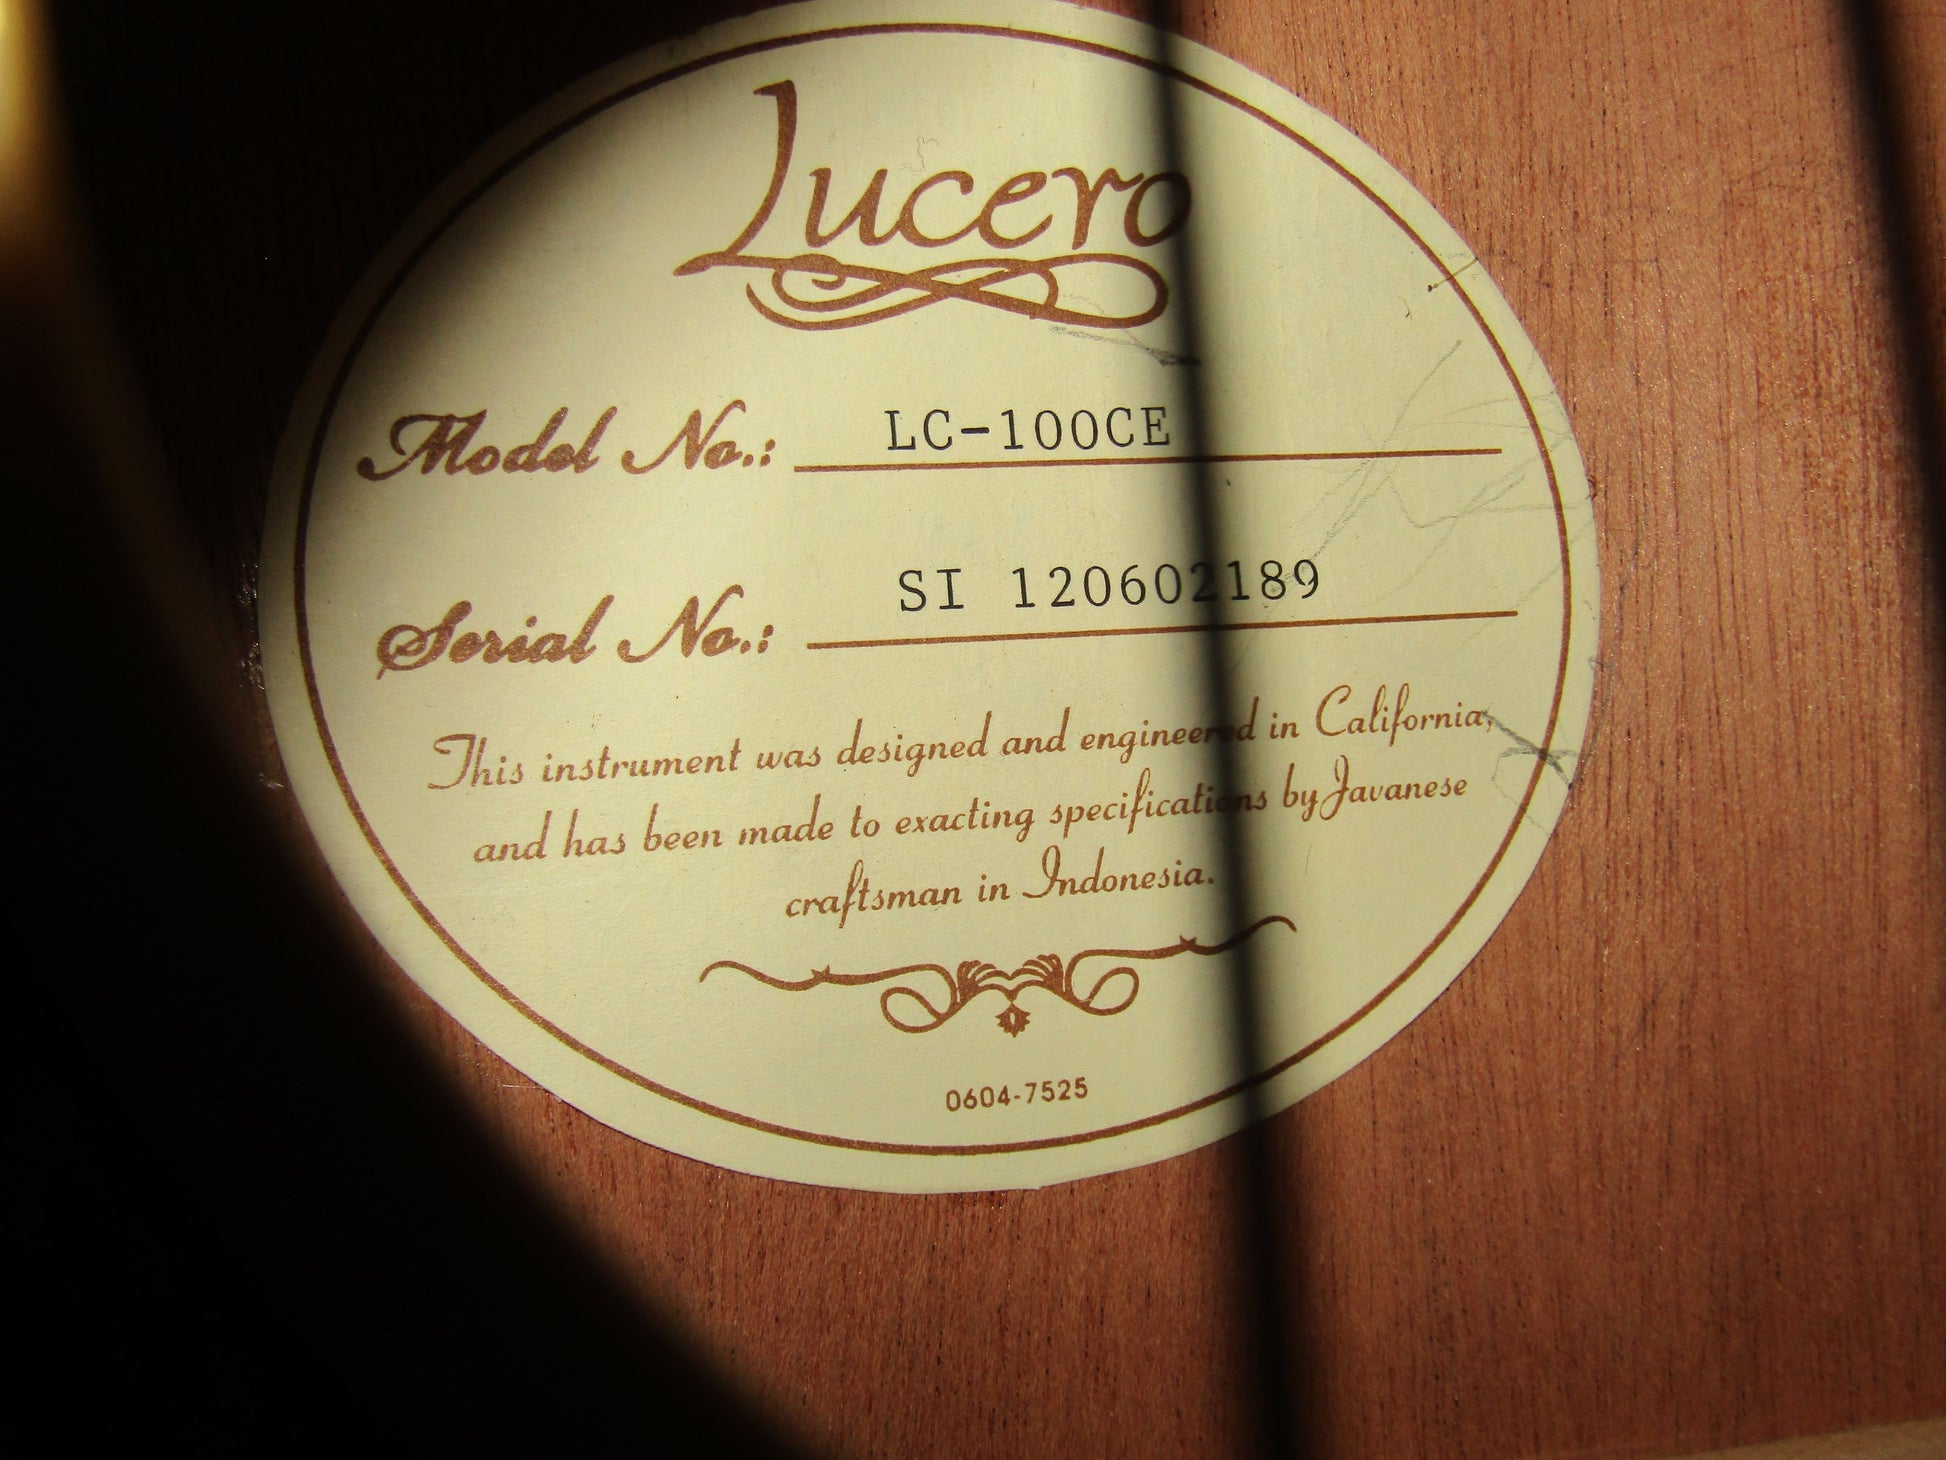 Lucero
Model No.: LC-100CE
Serial No.: SI 120602189
This instrument was designed and engineered in California,
and has been made to exacting specifications by Javanese
craftsman in Indonesia.
0604-7525